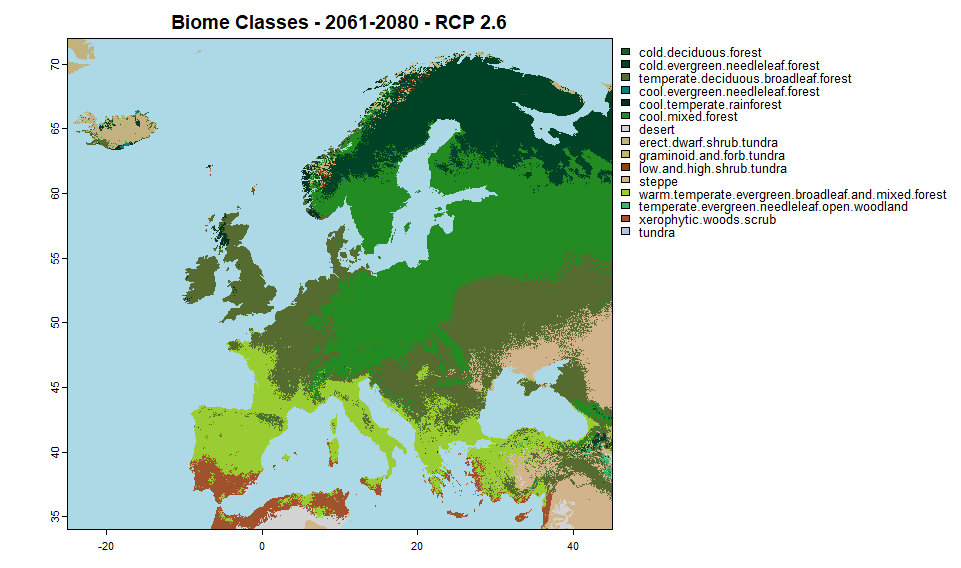 Biome Classes - 2061-2080 - RCP 2.6
70
65
60
55
50
45
40
35
-20
0
20
40
cold.deciduous.forest
cold.evergreen.needleleaf.forest
temperate.deciduous.broadleaf.forest
cool.evergreen.needleleaf.forest
cool.temperate.rainforest
cool.mixed.forest
desert
erect.dwarf.shrub.tundra
graminoid.and.forb.tundra
low.and.high.shrub.tundra
steppe
warm.temperate.evergreen.broadleaf.and.mixed.forest
temperate.evergreen.needleleaf.open.woodland
xerophytic.woods.scrub
tundra